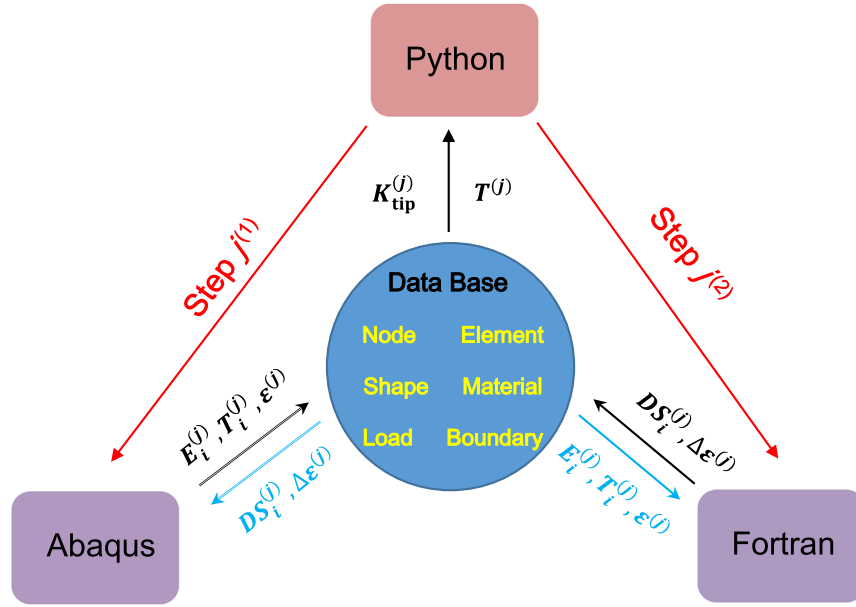 Python
K_tip^(j) T^(j)
Step j^(1)
Step j^(2)
Data Base
Node Element
Shape Material
Load Boundary
E_i^(j), T_i^(j), ε^(j)
DS_i^(j), Δε^(j)
DS_i^(j), Δε^(j)
E_i^(j), T_i^(j), ε^(j)
Abaqus
Fortran